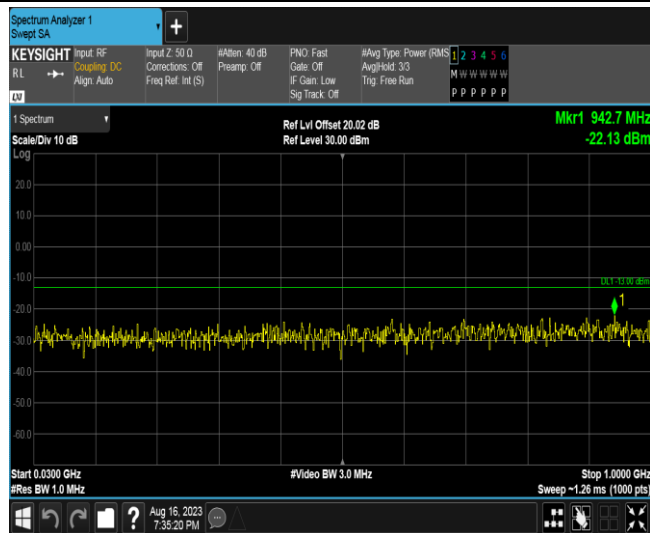 Spectrum Analyzer 1
Swept SA
+
KEYSIGHT
RL
LXI
Input: RF
Coupling: DC
Align: Auto
Input Z: 50 Ω
Corrections: Off
Freq Ref: Int (S)
#Atten: 40 dB
Preamp: Off
PNO: Fast
Gate: Off
IF Gain: Low
Sig Track: Off
#Avg Type: Power (RMS
Avg|Hold: 3/3
Trig: Free Run
1 2 3 4 5 6
M W W W W W
P P P P P P
1 Spectrum
Scale/Div 10 dB
Log
Ref Lvl Offset 20.02 dB
Ref Level 30.00 dBm
Mkr1 942.7 MHz
-22.13 dBm
20.0
10.0
0.00
-10.0
-20.0
-30.0
-40.0
-50.0
-60.0
DL1 -13.00 dBm
1
Start 0.0300 GHz
#Res BW 1.0 MHz
#Video BW 3.0 MHz
Stop 1.0000 GHz
Sweep ~1.26 ms (1000 pts)
?
Aug 16, 2023
7:35:20 PM